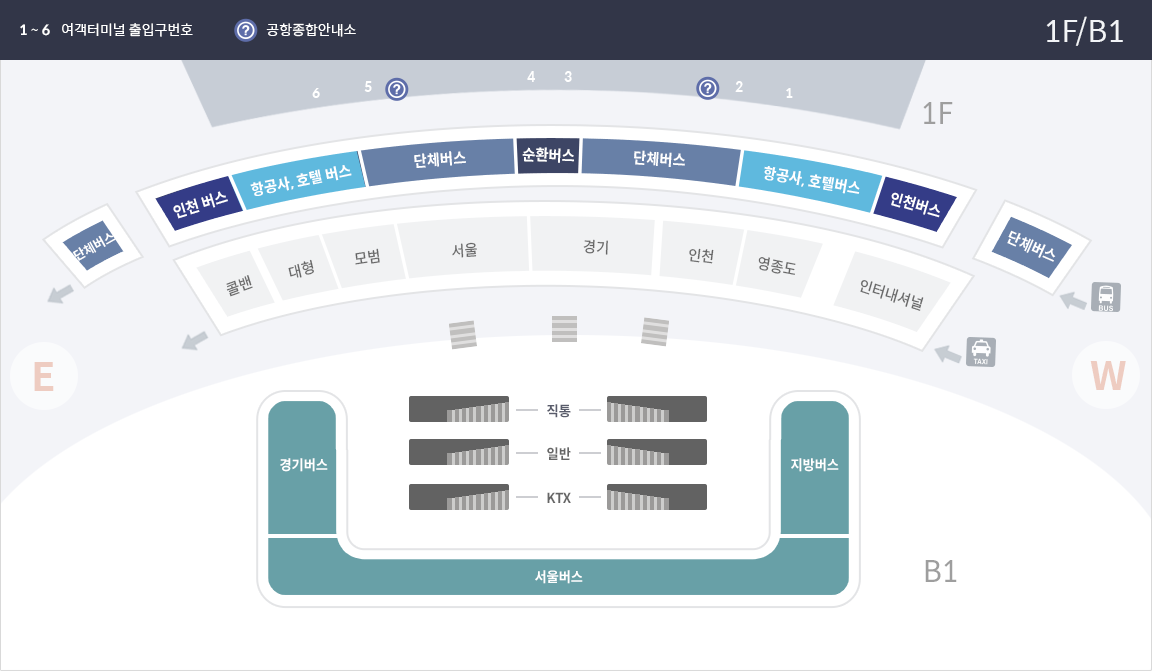 1 ~ 6 여객터미널 출입구번호
? 공항종합안내소
1F/B1
6
5
?
4
3
?
2
1
1F
인천 버스
항공사, 호텔 버스
단체버스
순환버스
단체버스
항공사, 호텔버스
인천버스
단체버스
단체버스
콜밴
대형
모범
서울
경기
인천
영종도
인터내셔널
BUS
TAXI
E
W
직통
일반
KTX
경기버스
지방버스
서울버스
B1